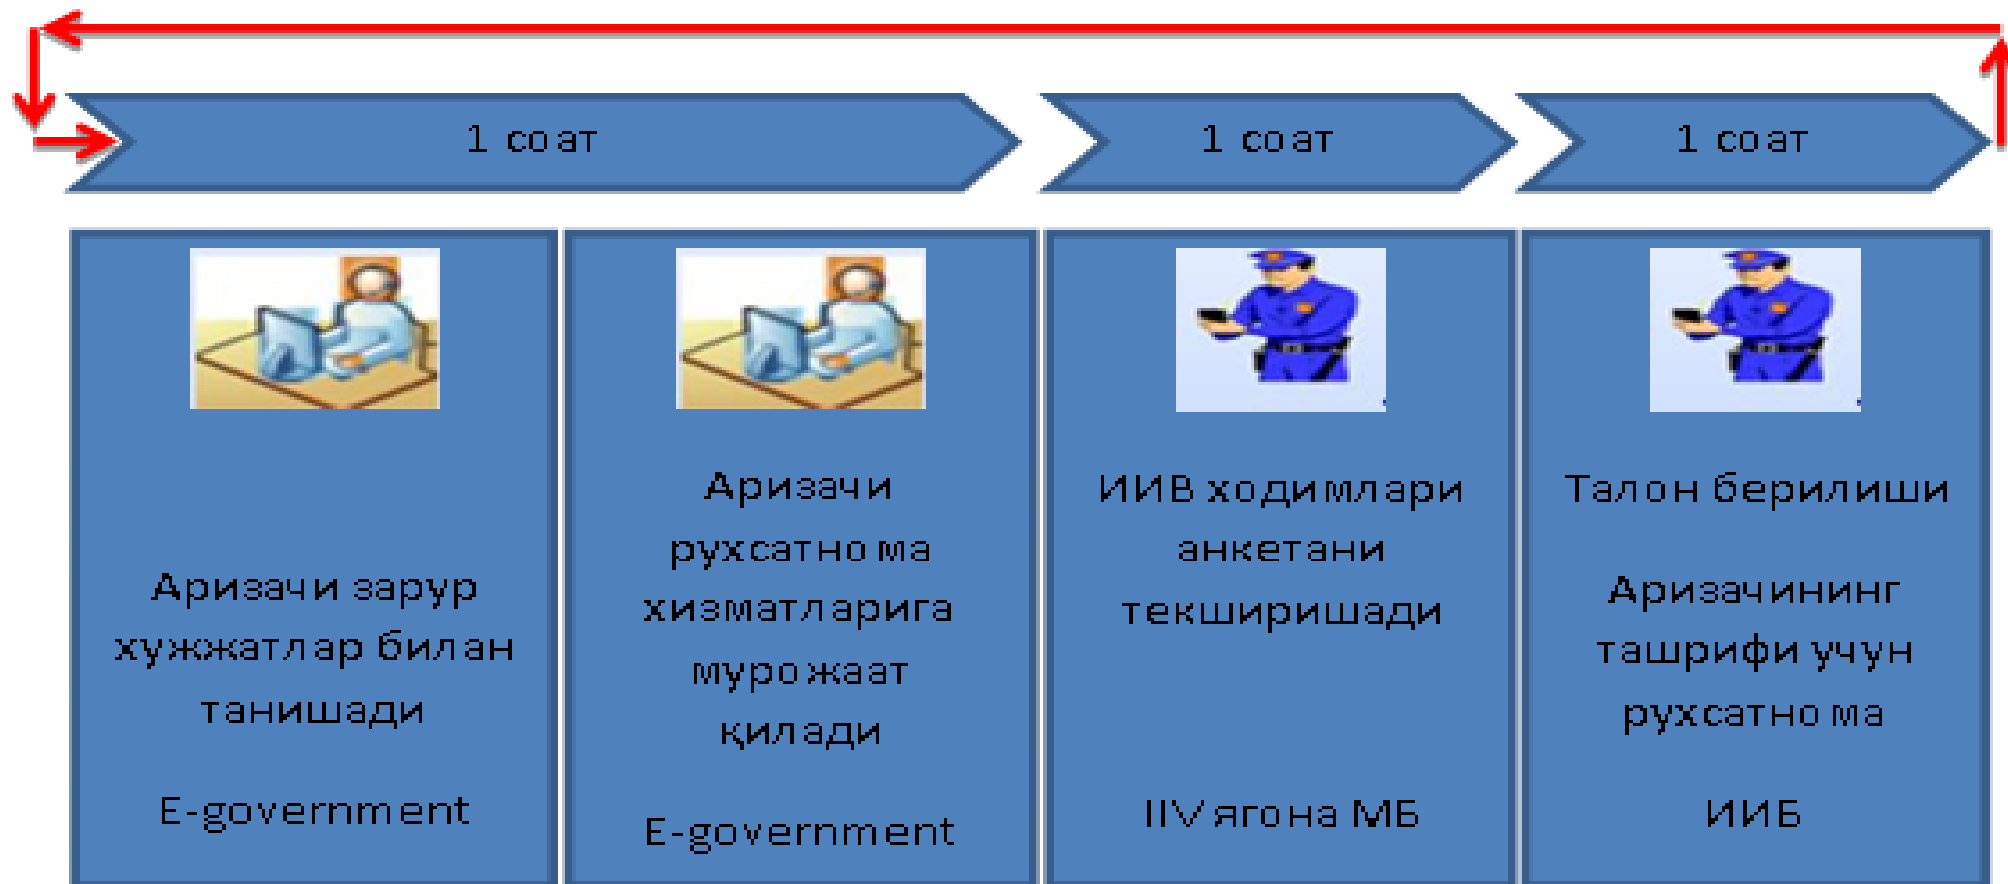 1 соат
1 соат
1 соат
Аризачи зарур
хужжатлар билан
танишади
E-government
Аризачи
рухсатнома
хизматларига
мурожаат
қилади
E-government
ИИВ ходимлари
анкетани
текширишади
IIV ягона МБ
Талон берилиши
Аризачининг
ташрифи учун
рухсатнома
ИИБ